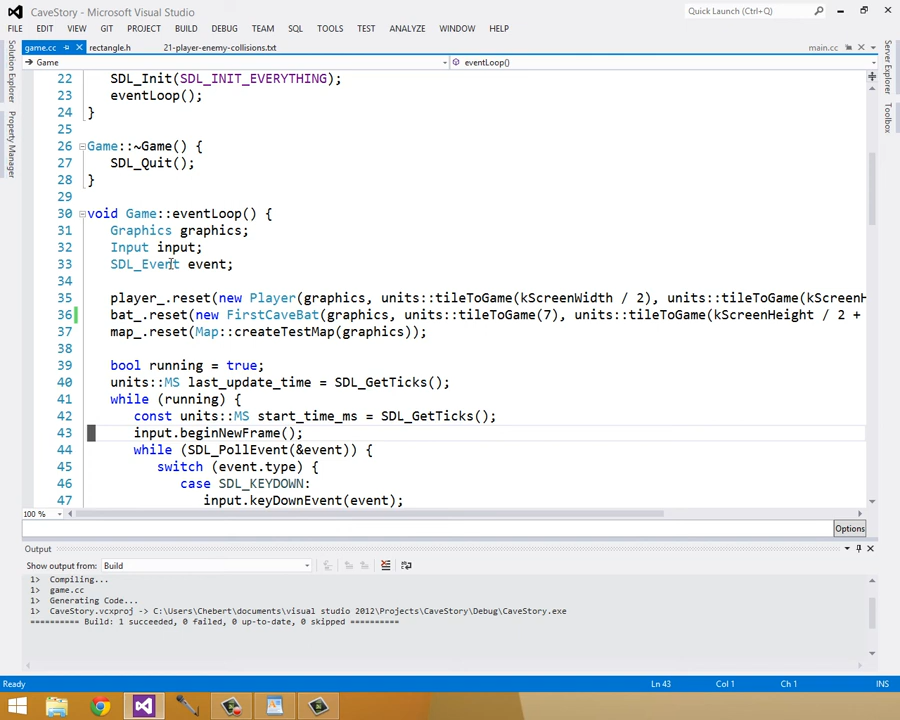 CaveStory - Microsoft Visual Studio
Quick Launch (Ctrl+Q)
FILE EDIT VIEW GIT PROJECT BUILD DEBUG TEAM SQL TOOLS TEST ANALYZE WINDOW HELP
game.cc rectangle.h 21-player-enemy-collisions.txt main.cc
Game eventLoop()
Solution Explorer
Property Manager
Server Explorer
Toolbox
22 SDL_Init(SDL_INIT_EVERYTHING);
23 eventLoop();
24 }
25
26 Game::~Game() {
27 SDL_Quit();
28 }
29
30 void Game::eventLoop() {
31 Graphics graphics;
32 Input input;
33 SDL_Event event;
34
35 player_.reset(new Player(graphics, units::tileToGame(kScreenWidth / 2), units::tileToGame(kScreenH
36 bat_.reset(new FirstCaveBat(graphics, units::tileToGame(7), units::tileToGame(kScreenHeight / 2 +
37 map_.reset(Map::createTestMap(graphics));
38
39 bool running = true;
40 units::MS last_update_time = SDL_GetTicks();
41 while (running) {
42 const units::MS start_time_ms = SDL_GetTicks();
43 input.beginNewFrame();
44 while (SDL_PollEvent(&event)) {
45 switch (event.type) {
46 case SDL_KEYDOWN:
47 input.keyDownEvent(event);
100 %
Options
Output
Show output from: Build
1> Compiling...
1> game.cc
1> Generating Code...
1> CaveStory.vcxproj -> C:\Users\Chebert\documents\visual studio 2012\Projects\CaveStory\Debug\CaveStory.exe
========== Build: 1 succeeded, 0 failed, 0 up-to-date, 0 skipped ==========
Ready Ln 43 Col 1 Ch 1 INS